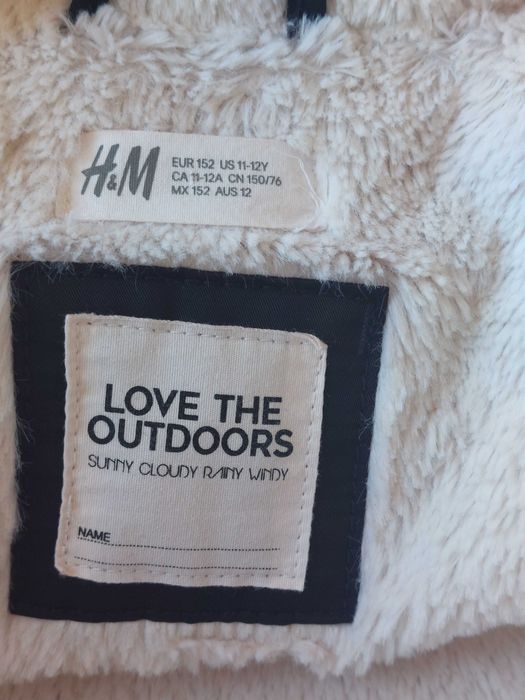 H&M
EUR 152 US 11-12Y
CA 11-12A CN 150/76
MX 152 AUS 12
LOVE THE
OUTDOORS
SUNNY CLOUDY RAINY WINDY
NAME